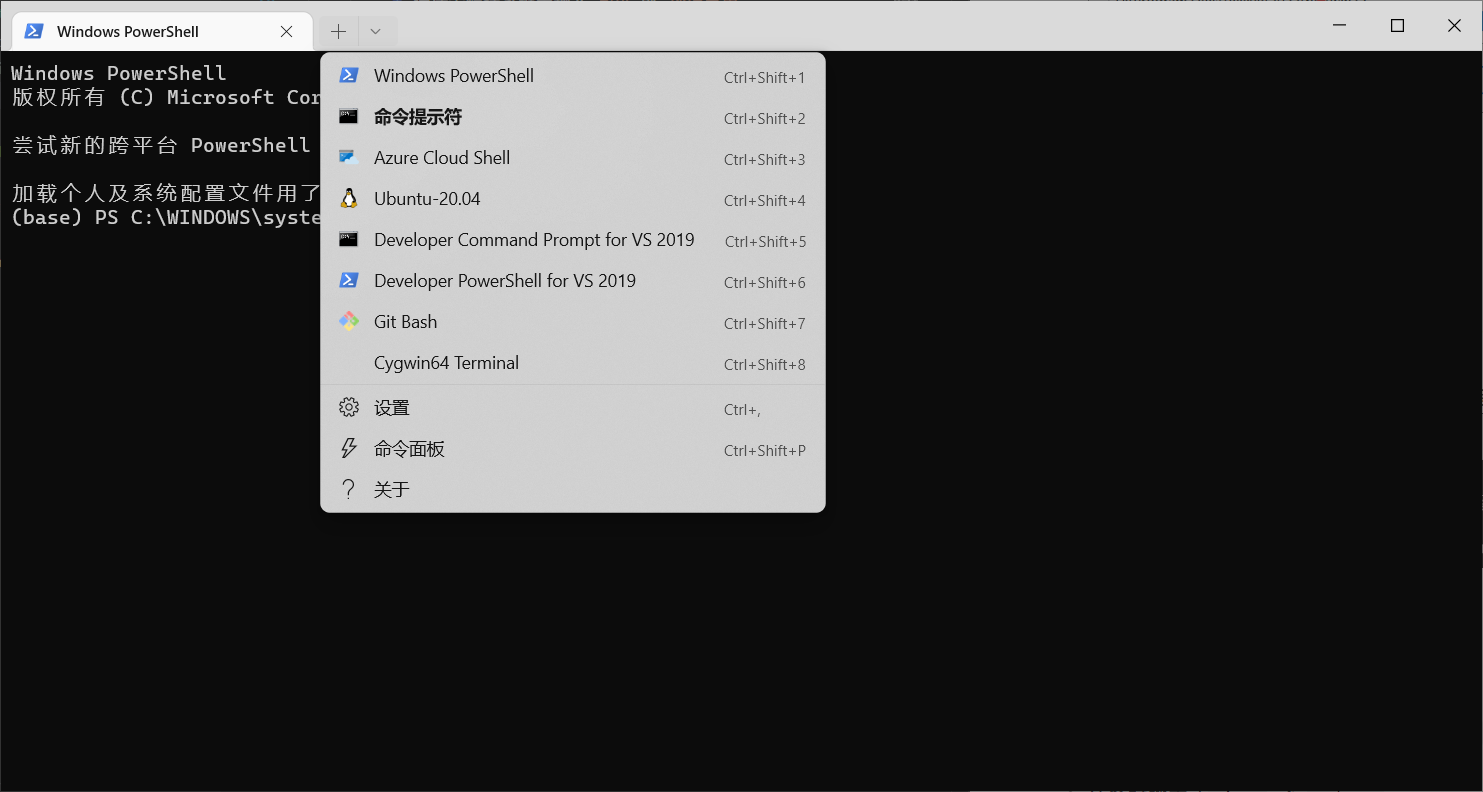 Windows PowerShell
Windows PowerShell
版权所有 (C) Microsoft Cor
尝试新的跨平台 PowerShell
加载个人及系统配置文件用了
(base) PS C:\WINDOWS\syste
Windows PowerShell Ctrl+Shift+1
命令提示符 Ctrl+Shift+2
Azure Cloud Shell Ctrl+Shift+3
Ubuntu-20.04 Ctrl+Shift+4
Developer Command Prompt for VS 2019 Ctrl+Shift+5
Developer PowerShell for VS 2019 Ctrl+Shift+6
Git Bash Ctrl+Shift+7
Cygwin64 Terminal Ctrl+Shift+8
设置 Ctrl+,
命令面板 Ctrl+Shift+P
关于